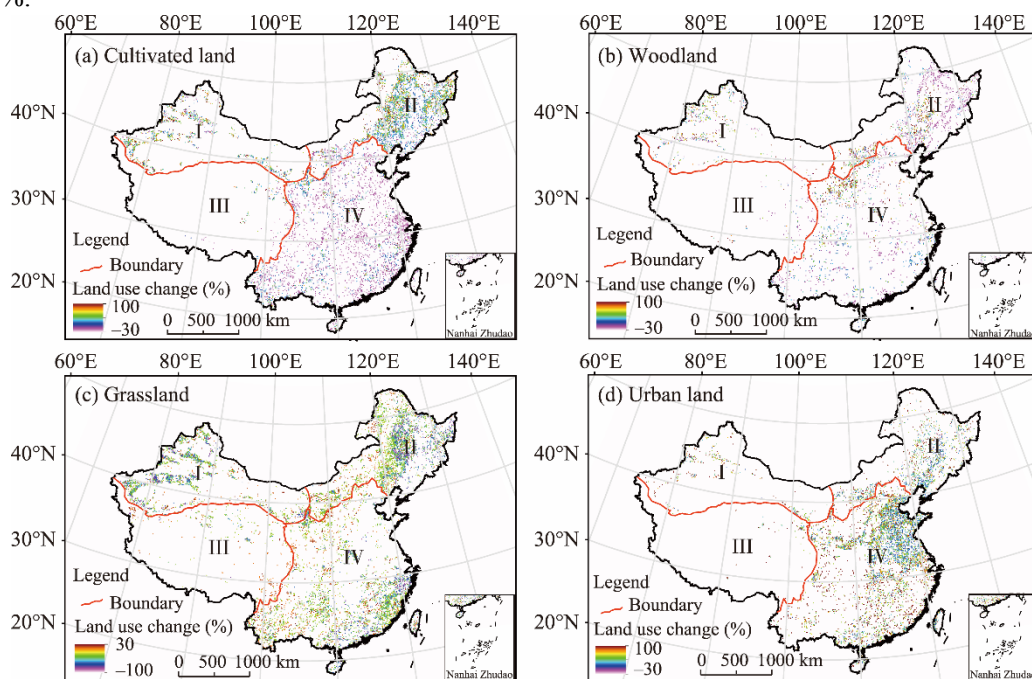 %.
60°E 80°E 100°E 120°E 140°E
(a) Cultivated land
40°N
30°N
20°N
I
II
III
IV
Legend
Boundary
Land use change (%)
100
−30
0 500 1000 km
Nanhai Zhudao
60°E 80°E 100°E 120°E 140°E
(b) Woodland
40°N
30°N
20°N
I
II
III
IV
Legend
Boundary
Land use change (%)
100
−30
0 500 1000 km
Nanhai Zhudao
60°E 80°E 100°E 120°E 140°E
(c) Grassland
40°N
30°N
20°N
I
II
III
IV
Legend
Boundary
Land use change (%)
30
−100
0 500 1000 km
Nanhai Zhudao
60°E 80°E 100°E 120°E 140°E
(d) Urban land
40°N
30°N
20°N
I
II
III
IV
Legend
Boundary
Land use change (%)
100
−30
0 500 1000 km
Nanhai Zhudao